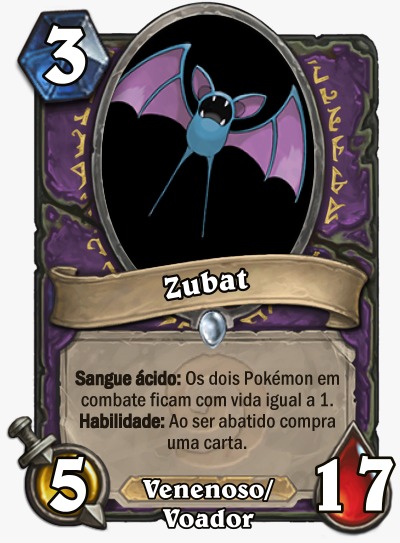 3
Zubat
Sangue ácido: Os dois Pokémon em
combate ficam com vida igual a 1.
Habilidade: Ao ser abatido compra
uma carta.
5
Venenoso/
Voador
17